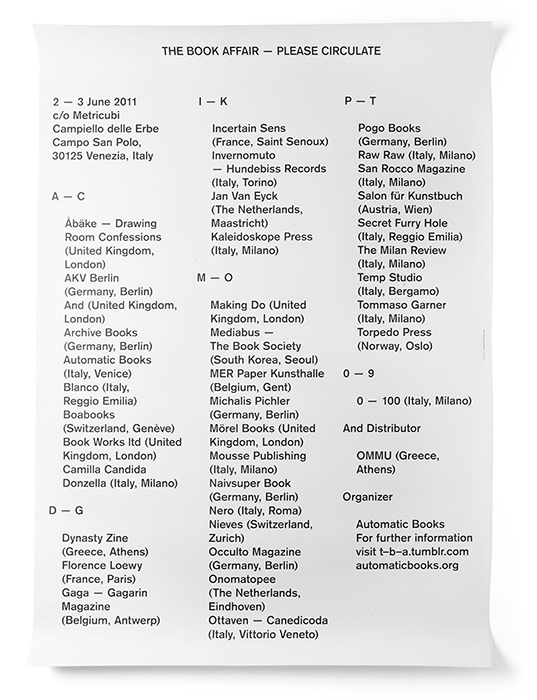 THE BOOK AFFAIR — PLEASE CIRCULATE
2 — 3 June 2011
c/o Metricubi
Campiello delle Erbe
Campo San Polo,
30125 Venezia, Italy
A — C
Åbäke — Drawing
Room Confessions
(United Kingdom,
London)
AKV Berlin
(Germany, Berlin)
And (United Kingdom,
London)
Archive Books
(Germany, Berlin)
Automatic Books
(Italy, Venice)
Blanco (Italy,
Reggio Emilia)
Boabooks
(Switzerland, Genève)
Book Works ltd (United
Kingdom, London)
Camilla Candida
Donzella (Italy, Milano)
D — G
Dynasty Zine
(Greece, Athens)
Florence Loewy
(France, Paris)
Gaga — Gagarin
Magazine
(Belgium, Antwerp)
I — K
Incertain Sens
(France, Saint Senoux)
Invernomuto
— Hundebiss Records
(Italy, Torino)
Jan Van Eyck
(The Netherlands,
Maastricht)
Kaleidoskope Press
(Italy, Milano)
M — O
Making Do (United
Kingdom, London)
Mediabus —
The Book Society
(South Korea, Seoul)
MER Paper Kunsthalle
(Belgium, Gent)
Michalis Pichler
(Germany, Berlin)
Mörel Books (United
Kingdom, London)
Mousse Publishing
(Italy, Milano)
Naivsuper Book
(Germany, Berlin)
Nero (Italy, Roma)
Nieves (Switzerland,
Zurich)
Occulto Magazine
(Germany, Berlin)
Onomatopee
(The Netherlands,
Eindhoven)
Ottaven — Canedicoda
(Italy, Vittorio Veneto)
P — T
Pogo Books
(Germany, Berlin)
Raw Raw (Italy, Milano)
San Rocco Magazine
(Italy, Milano)
Salon für Kunstbuch
(Austria, Wien)
Secret Furry Hole
(Italy, Reggio Emilia)
The Milan Review
(Italy, Milano)
Temp Studio
(Italy, Bergamo)
Tommaso Garner
(Italy, Milano)
Torpedo Press
(Norway, Oslo)
0 — 9
0 — 100 (Italy, Milano)
And Distributor
OMMU (Greece,
Athens)
Organizer
Automatic Books
For further information
visit t–b–a.tumblr.com
automaticbooks.org